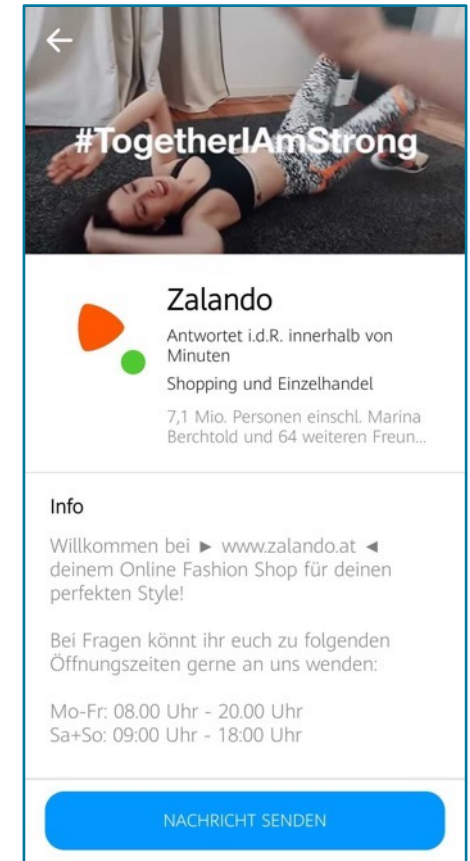 #TogetherIAmStrong
Zalando
Antwortet i.d.R. innerhalb von
Minuten
Shopping und Einzelhandel
7,1 Mio. Personen einschl. Marina
Berchtold und 64 weiteren Freun...
Info
Willkommen bei ► www.zalando.at ◄
deinem Online Fashion Shop für deinen
perfekten Style!
Bei Fragen könnt ihr euch zu folgenden
Öffnungszeiten gerne an uns wenden:
Mo-Fr: 08.00 Uhr - 20.00 Uhr
Sa+So: 09:00 Uhr - 18:00 Uhr
NACHRICHT SENDEN